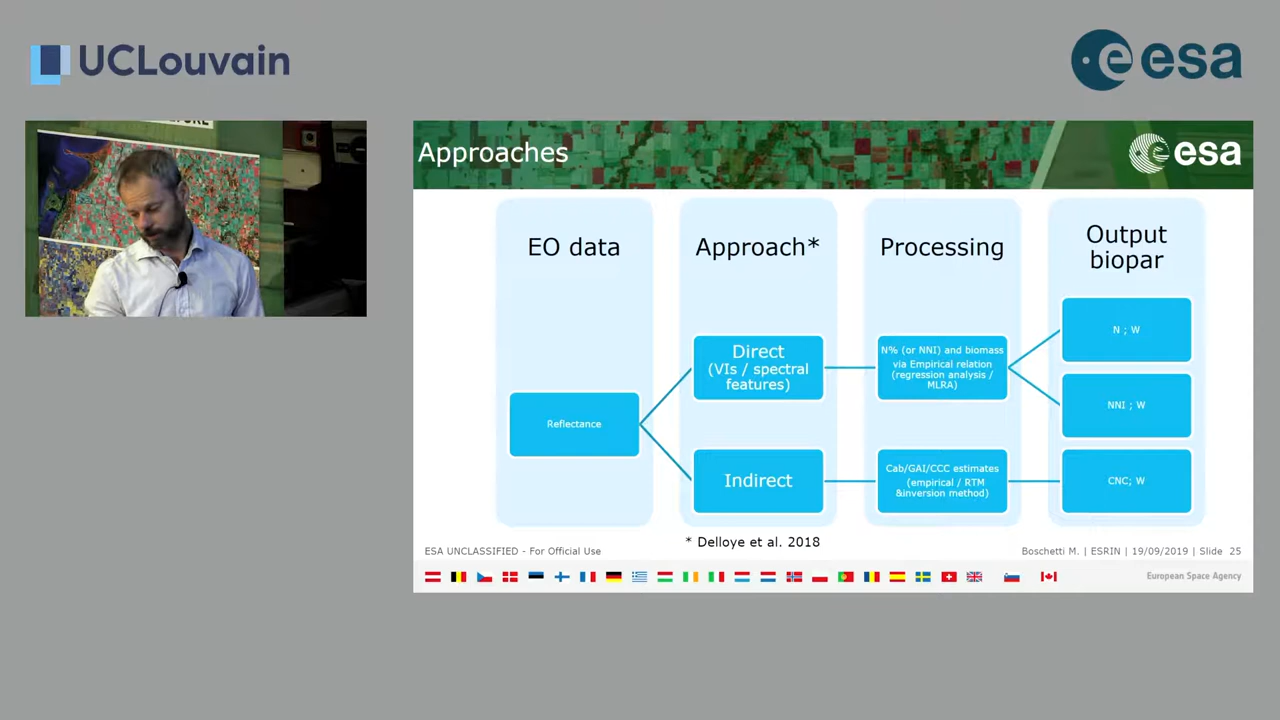 UCLouvain
esa
URE
Approaches
esa
EO data
Approach*
Processing
Output
biopar
Reflectance
Direct
(VIs / spectral
features)
Indirect
N% (or NNI) and biomass
via Empirical relation
(regression analysis /
MLRA)
Cab/GAI/CCC estimates
(empirical / RTM
&inversion method)
N ; W
NNI ; W
CNC; W
* Delloye et al. 2018
ESA UNCLASSIFIED - For Official Use
Boschetti M. | ESRIN | 19/09/2019 | Slide 25
European Space Agency